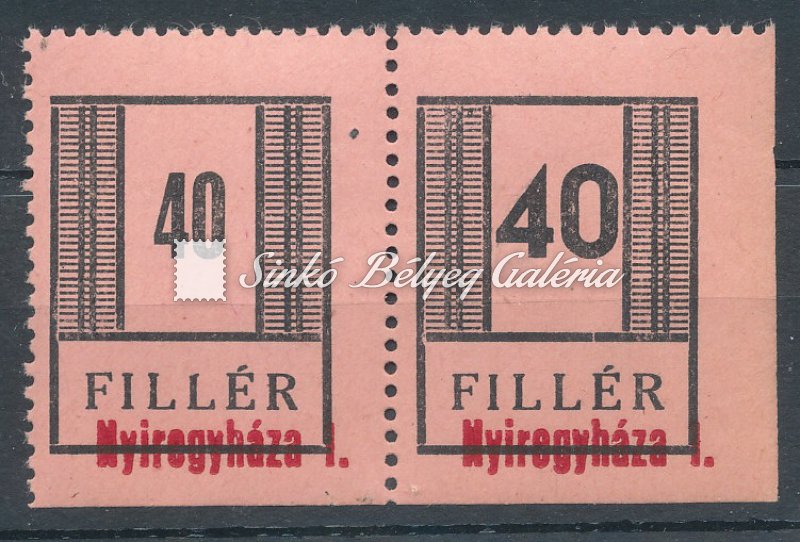 40 40
Sinkó Bélyeg Galéria
FILLÉR FILLÉR
Nyiregyháza I. Nyiregyháza I.